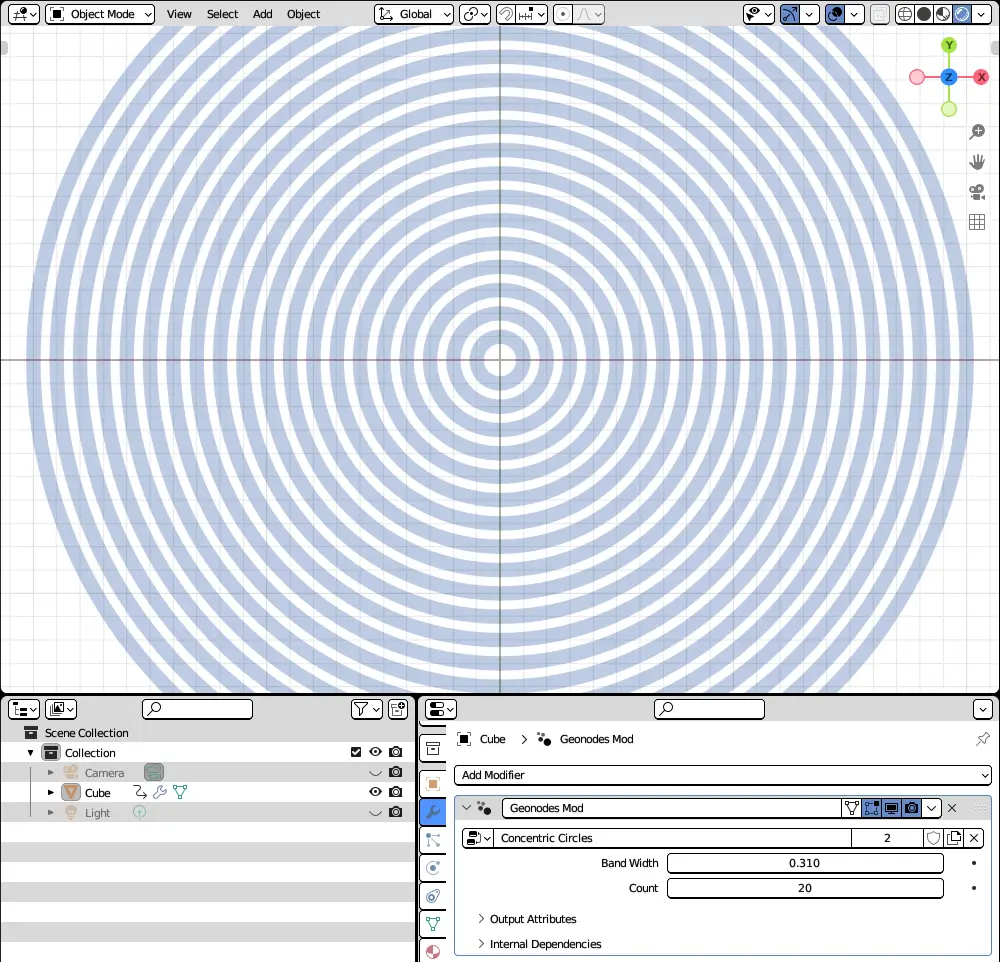 Object Mode View Select Add Object Global
Y
Z X
Scene Collection
Collection
Camera
Cube
Light
Cube > Geonodes Mod
Add Modifier
Geonodes Mod
Concentric Circles 2
Band Width 0.310
Count 20
Output Attributes
Internal Dependencies